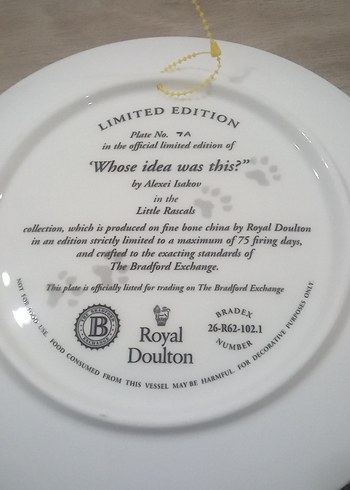 LIMITED EDITION
Plate No. 7A
in the official limited edition of
‘Whose idea was this?”
by Alexei Isakov
in the
Little Rascals
collection, which is produced on fine bone china by Royal Doulton
in an edition strictly limited to a maximum of 75 firing days,
and crafted to the exacting standards of
The Bradford Exchange.
This plate is officially listed for trading on The Bradford Exchange
THE BRADFORD
B
EXCHANGE
Royal
Doulton
BRADEX
26-R62-102.1
NUMBER
NOT FOR FOOD USE. FOOD CONSUMED FROM THIS VESSEL MAY BE HARMFUL. FOR DECORATIVE PURPOSES ONLY